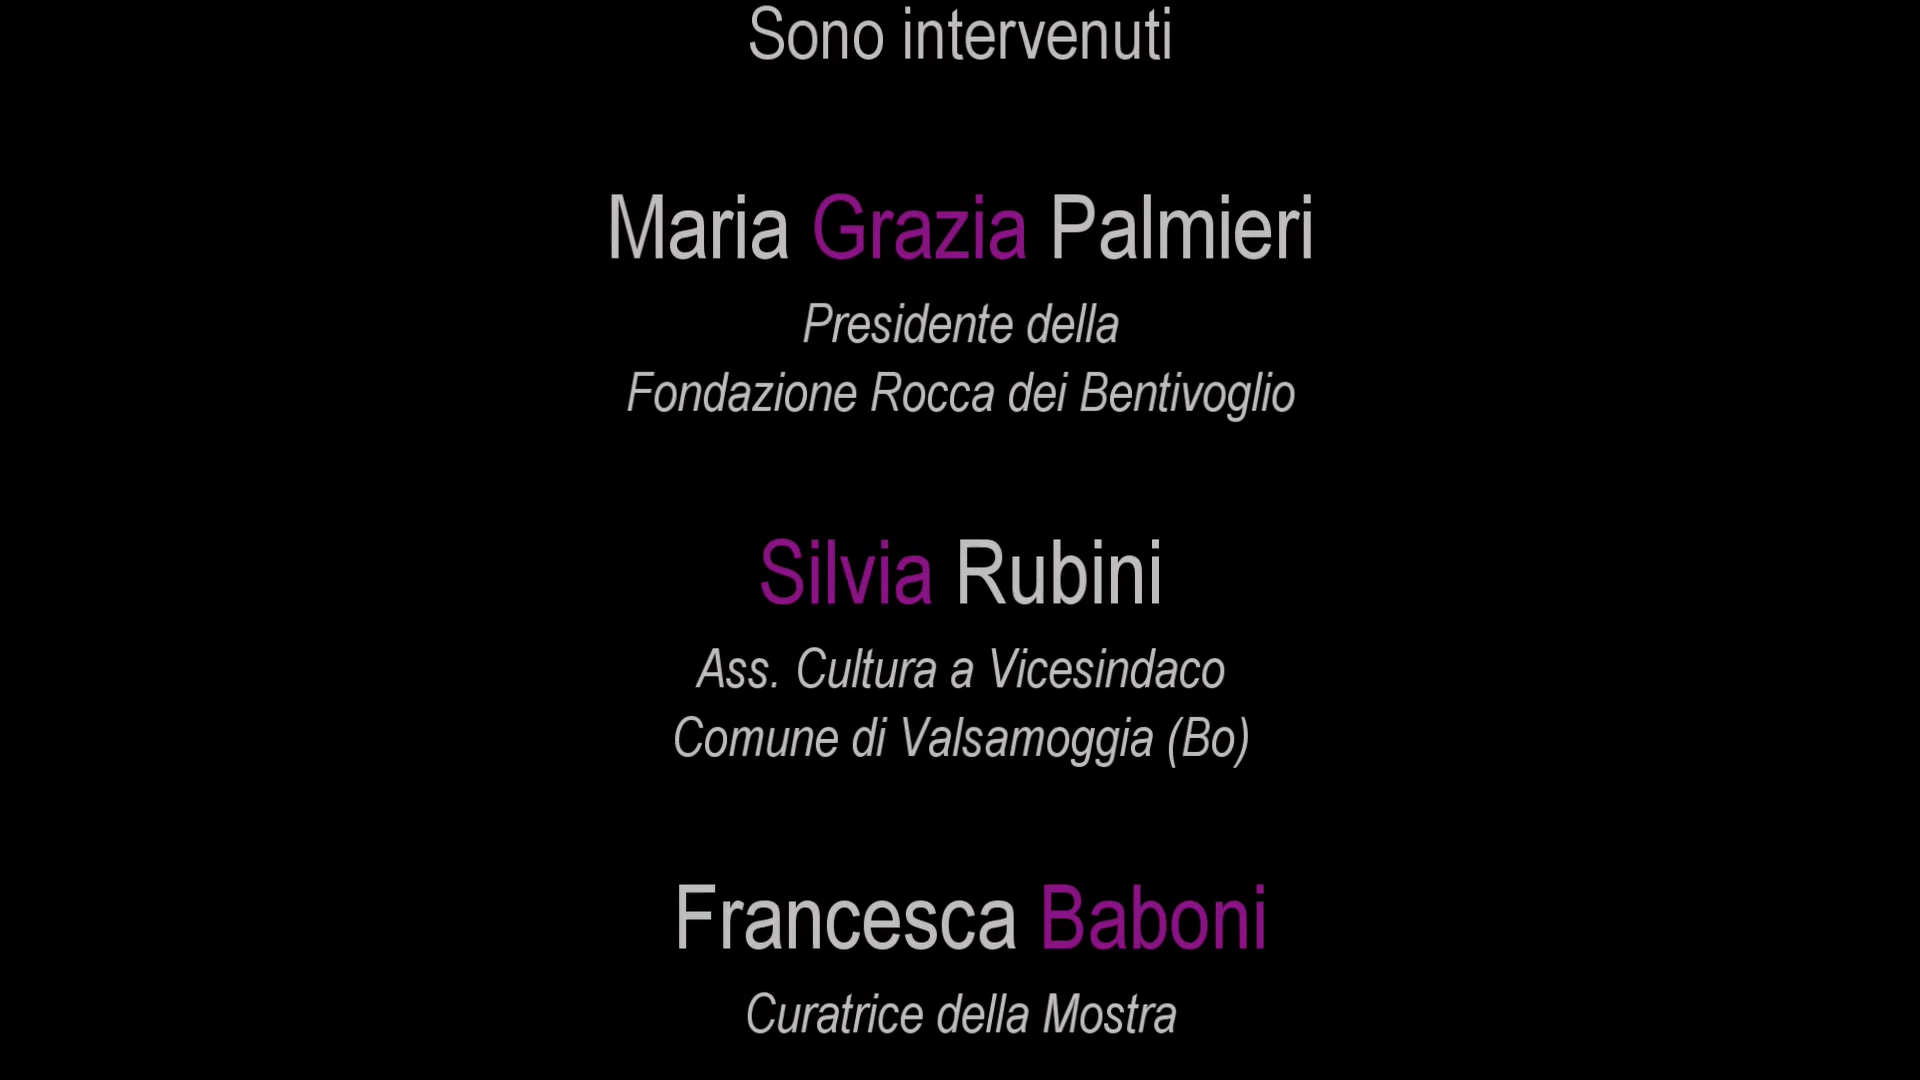 Sono intervenuti
Maria Grazia Palmieri
Presidente della
Fondazione Rocca dei Bentivoglio
Silvia Rubini
Ass. Cultura a Vicesindaco
Comune di Valsamoggia (Bo)
Francesca Baboni
Curatrice della Mostra